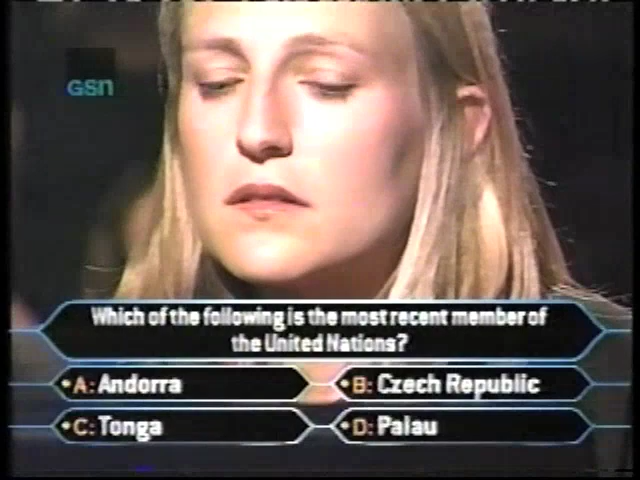 GSN
Which of the following is the most recent member of
the United Nations?
A: Andorra
B: Czech Republic
C: Tonga
D: Palau